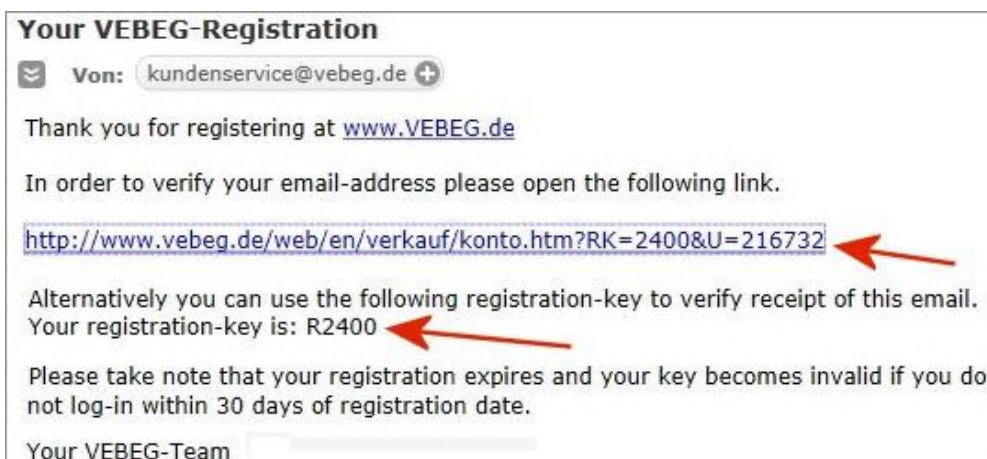 Your VEBEG-Registration
Von: kundenservice@vebeg.de
Thank you for registering at www.VEBEG.de
In order to verify your email-address please open the following link.
http://www.vebeg.de/web/en/verkauf/konto.htm?RK=2400&U=216732
Alternatively you can use the following registration-key to verify receipt of this email.
Your registration-key is: R2400
Please take note that your registration expires and your key becomes invalid if you do
not log-in within 30 days of registration date.
Your VEBEG-Team